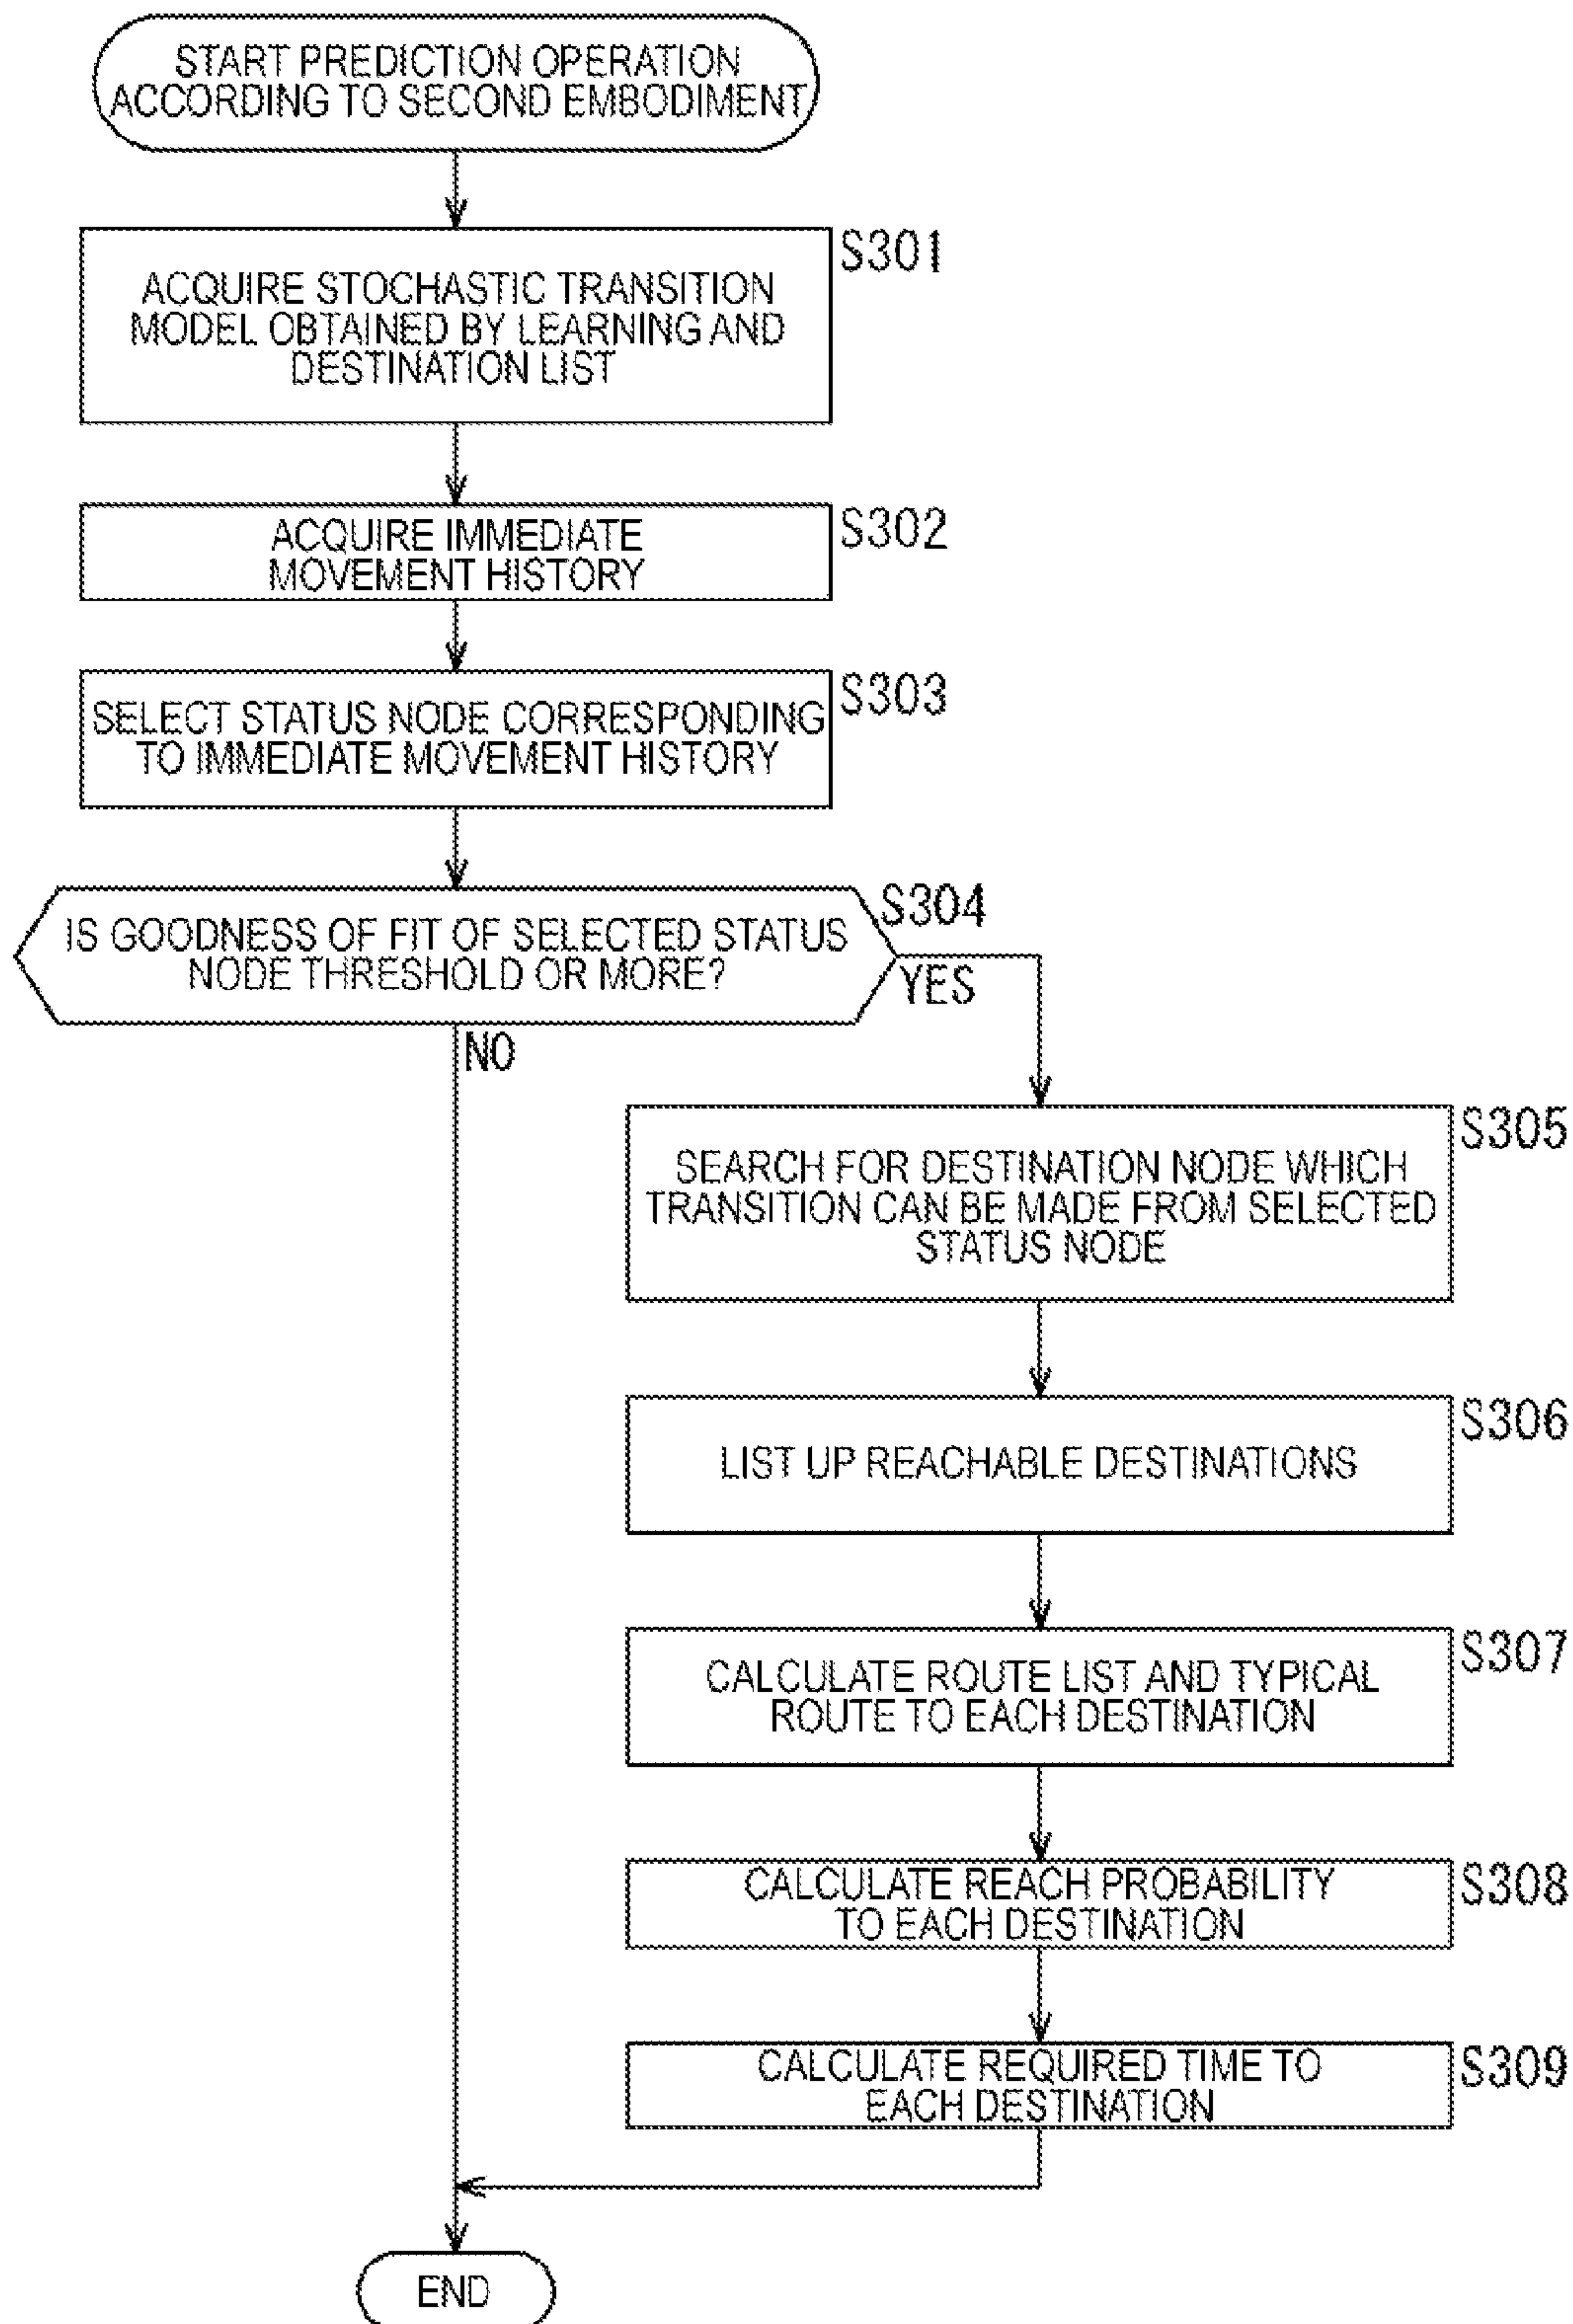 START PREDICTION OPERATION
ACCORDING TO SECOND EMBODIMENT
S301
ACQUIRE STOCHASTIC TRANSITION
MODEL OBTAINED BY LEARNING AND
DESTINATION LIST
S302
ACQUIRE IMMEDIATE
MOVEMENT HISTORY
S303
SELECT STATUS NODE CORRESPONDING
TO IMMEDIATE MOVEMENT HISTORY
S304
IS GOODNESS OF FIT OF SELECTED STATUS
NODE THRESHOLD OR MORE?
YES
NO
S305
SEARCH FOR DESTINATION NODE WHICH
TRANSITION CAN BE MADE FROM SELECTED
STATUS NODE
S306
LIST UP REACHABLE DESTINATIONS
S307
CALCULATE ROUTE LIST AND TYPICAL
ROUTE TO EACH DESTINATION
S308
CALCULATE REACH PROBABILITY
TO EACH DESTINATION
S309
CALCULATE REQUIRED TIME TO
EACH DESTINATION
END